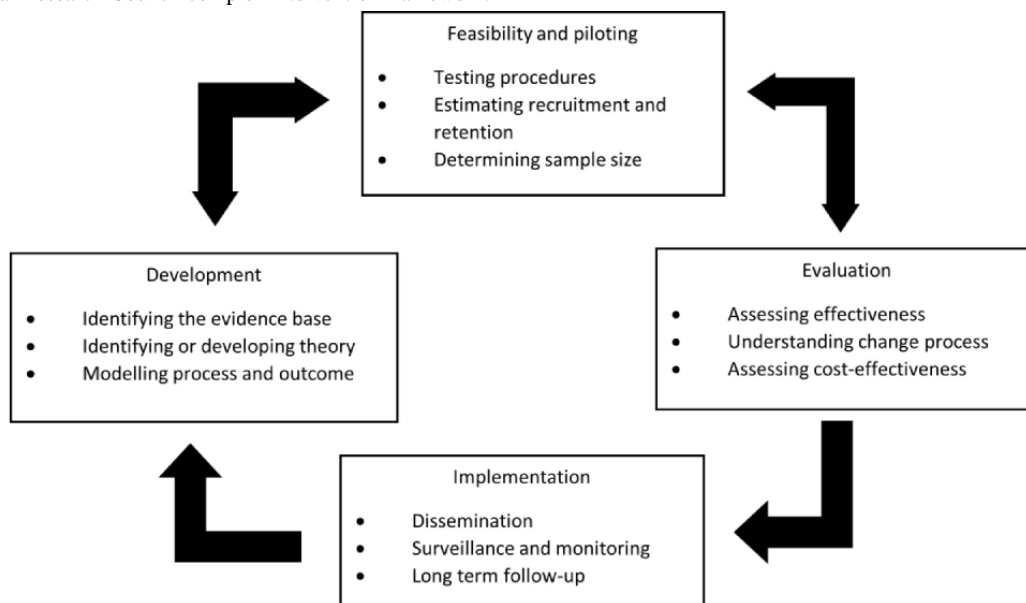 Feasibility and piloting
• Testing procedures
• Estimating recruitment and
retention
• Determining sample size
Development
• Identifying the evidence base
• Identifying or developing theory
• Modelling process and outcome
Evaluation
• Assessing effectiveness
• Understanding change process
• Assessing cost-effectiveness
Implementation
• Dissemination
• Surveillance and monitoring
• Long term follow-up